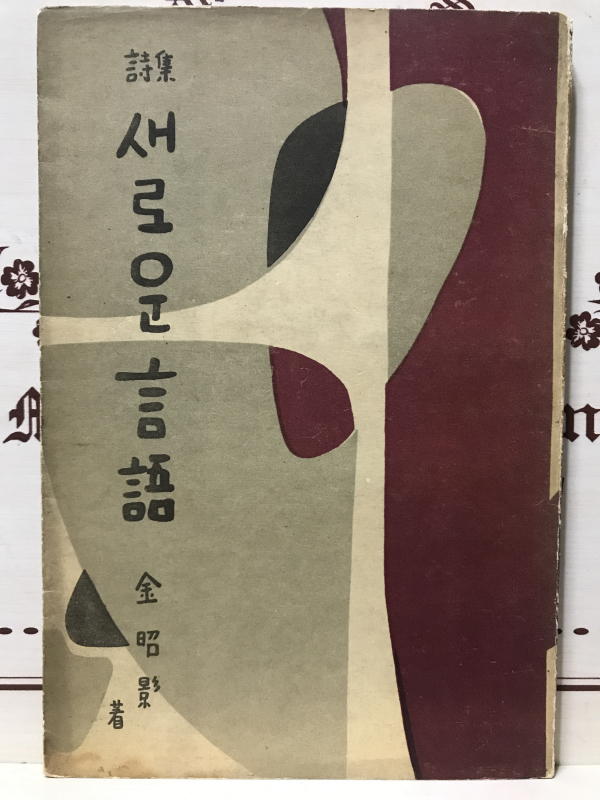 詩集
새로운 言語
金昭影 著